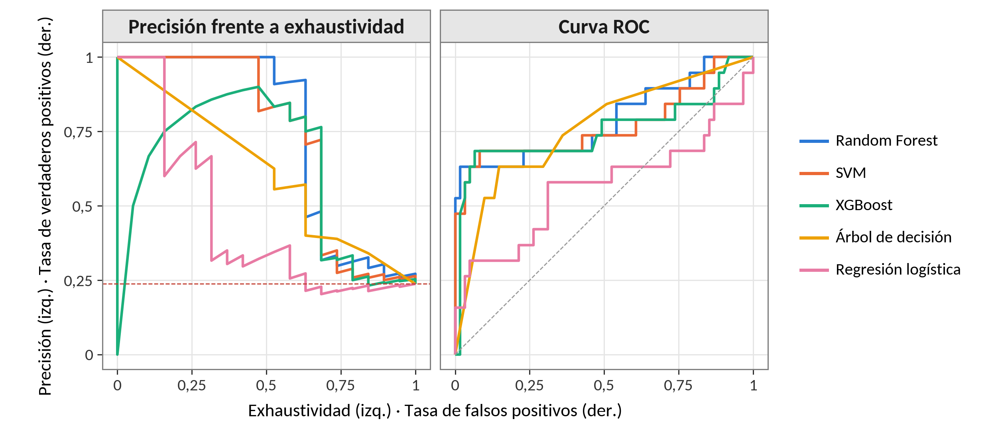 Precisión frente a exhaustividad
Curva ROC
Precisión (izq.) · Tasa de verdaderos positivos (der.)
1
0,75
0,5
0,25
0
0 0,25 0,5 0,75 1
0 0,25 0,5 0,75 1
Exhaustividad (izq.) · Tasa de falsos positivos (der.)
Random Forest
SVM
XGBoost
Árbol de decisión
Regresión logística